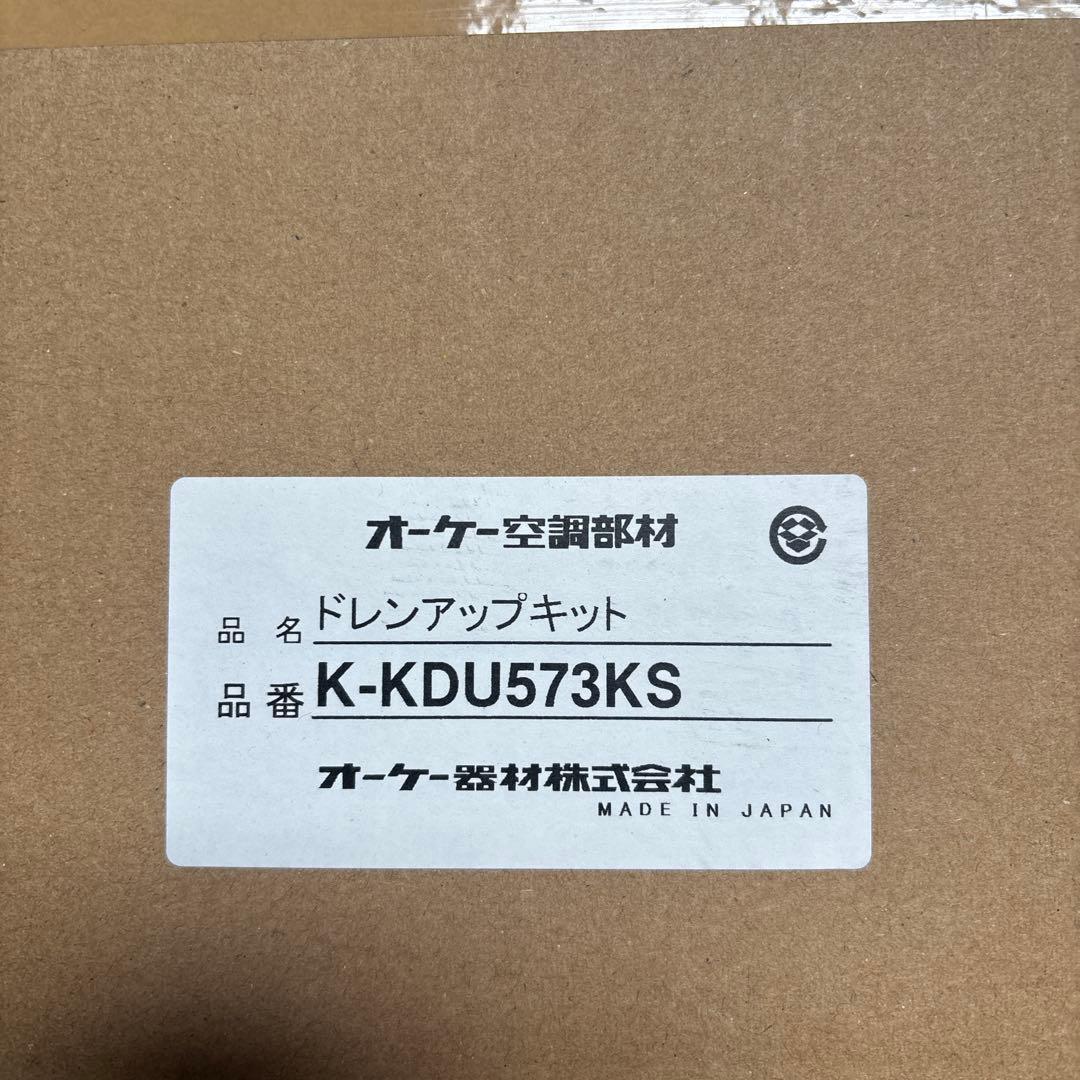 オーケー空調部材
品名 ドレンアップキット
品番 K-KDU573KS
オーケー器材株式会社
MADE IN JAPAN